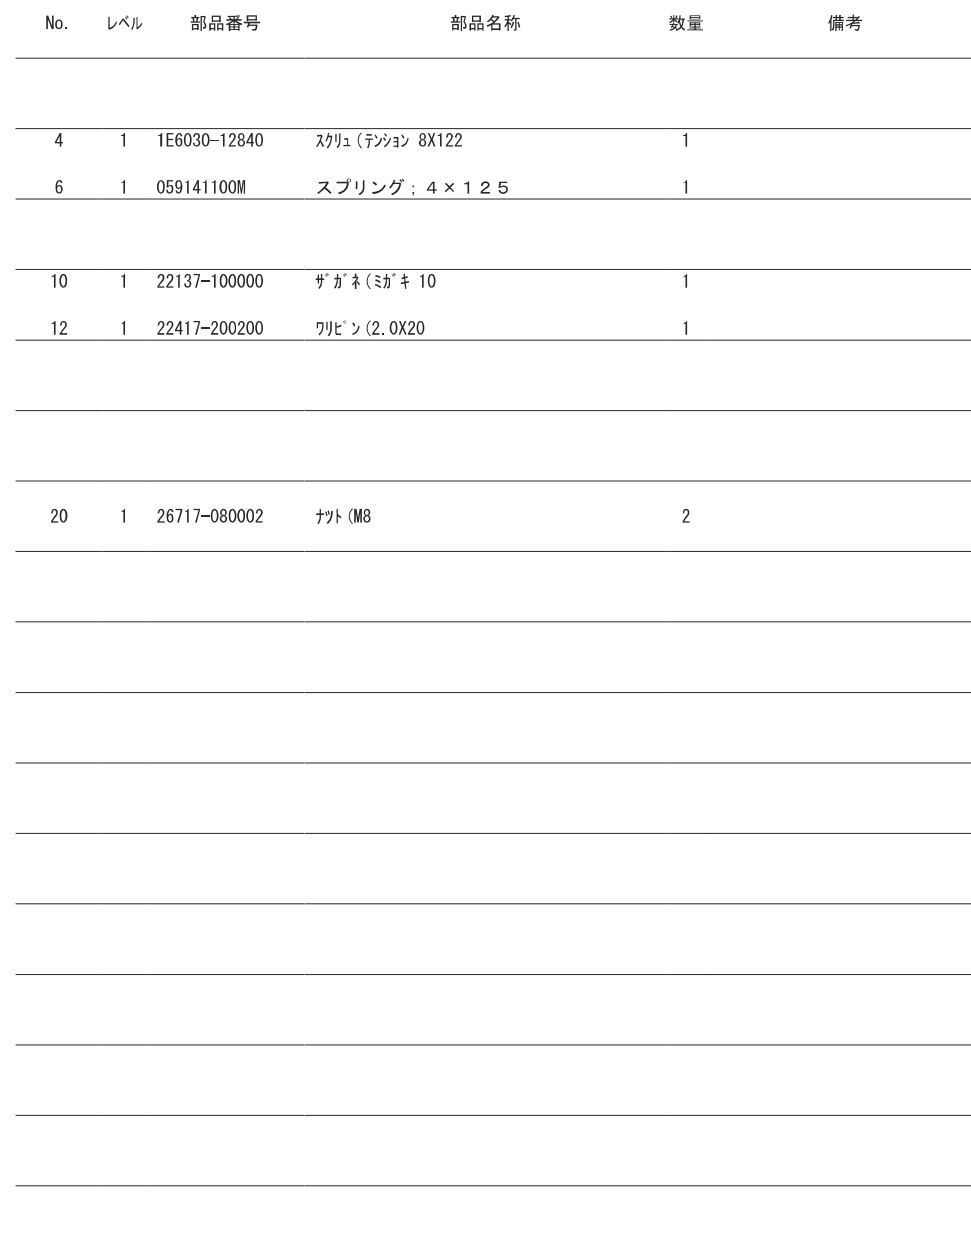 No. レベル 部品番号 部品名称 数量 備考
4 1 1E6030-12840 ｽｸﾘｭ(ﾃﾝｼｮﾝ 8X122 1
6 1 059141100M スプリング；４×１２５ 1
10 1 22137-100000 ｻﾞｶﾞﾈ(ﾐｶﾞｷ 10 1
12 1 22417-200200 ﾜﾘﾋﾟﾝ(2.0X20 1
20 1 26717-080002 ﾅｯﾄ(M8 2